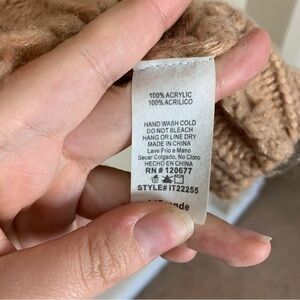 100% ACRYLIC
100% ACRILICO
HAND WASH COLD
DO NOT BLEACH
HANG OR LINE DRY
MADE IN CHINA
Lave Frio a Mano
Secar Colgado, No Cloro
HECHO EN CHINA
RN # 120677
STYLE# IT22255